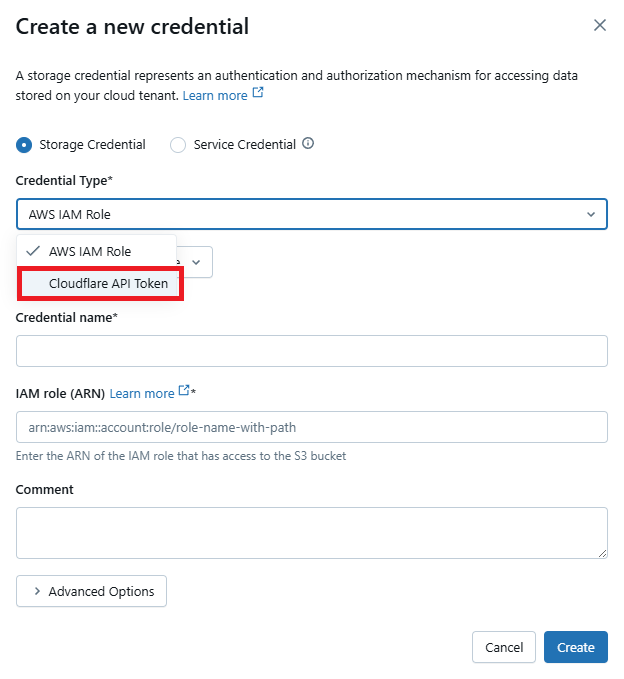 Create a new credential
A storage credential represents an authentication and authorization mechanism for accessing data
stored on your cloud tenant. Learn more
Storage Credential
Service Credential
Credential Type*
AWS IAM Role
AWS IAM Role
Cloudflare API Token
Credential name*
IAM role (ARN) Learn more *
arn:aws:iam::account:role/role-name-with-path
Enter the ARN of the IAM role that has access to the S3 bucket
Comment
Advanced Options
Cancel
Create